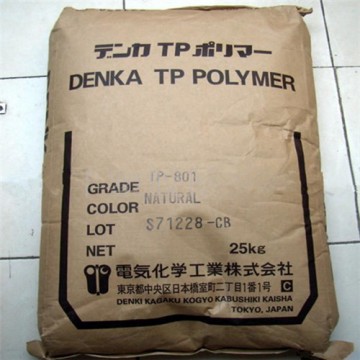 デンカ TP ポリマー
DENKA TP POLYMER
GRADE TP-801
COLOR NATURAL
LOT S71228-CB
NET 25kg
電気化学工業株式会社
東京都中央区日本橋室町二丁目1番1号 C
DENKI KAGAKU KOGYO KABUSHIKI KAISHA
TOKYO, JAPAN